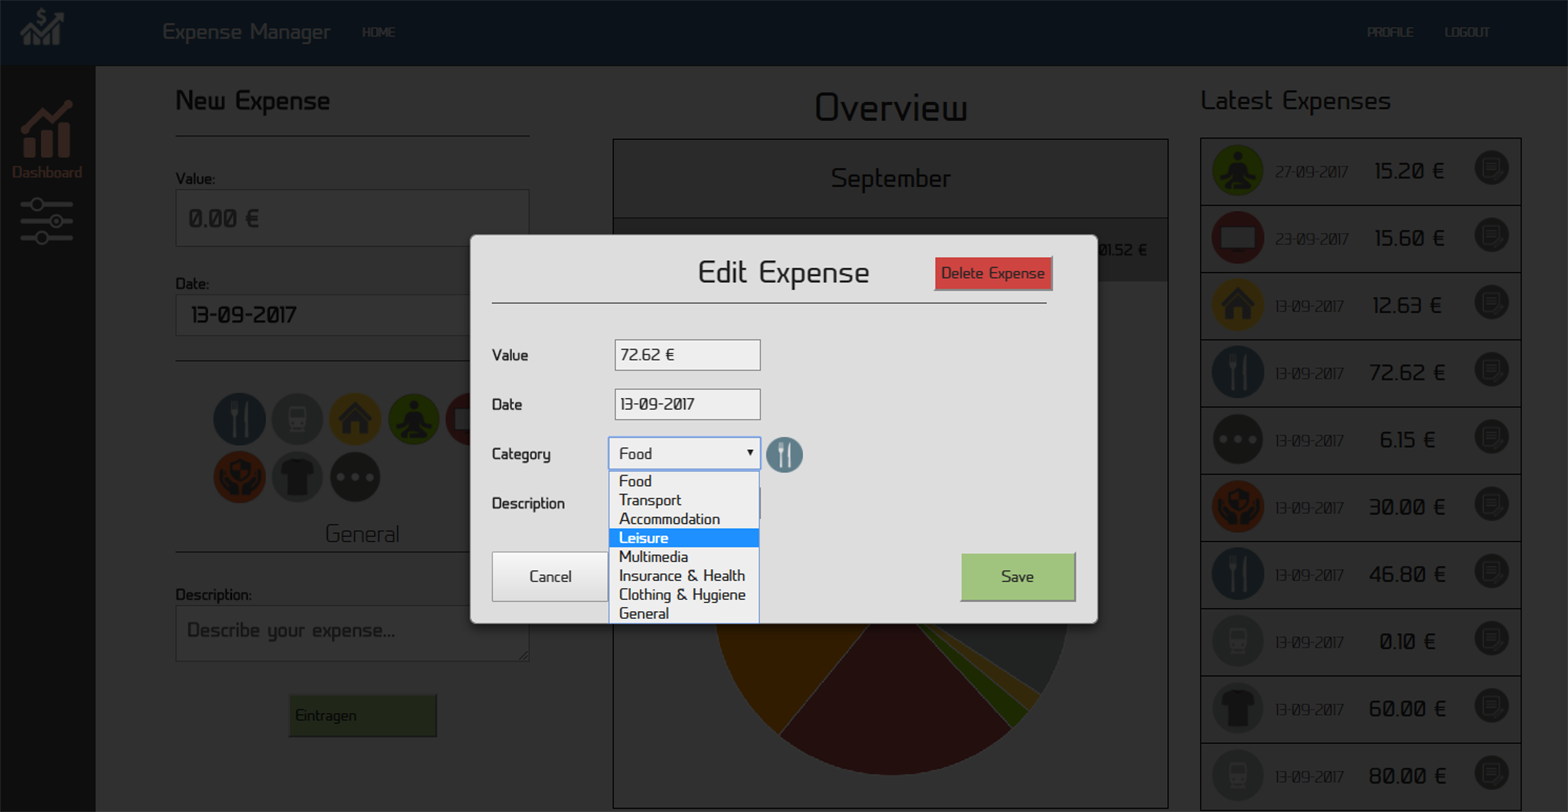 Expense Manager
HOME
PROFILE
LOGOUT
Dashboard
New Expense
Value:
0.00 €
Date:
13-09-2017
General
Description:
Describe your expense...
Eintragen
Overview
September
01.52 €
Edit Expense
Delete Expense
Value
72.62 €
Date
13-09-2017
Category
Food
Food
Transport
Accommodation
Leisure
Multimedia
Insurance & Health
Clothing & Hygiene
General
Description
Cancel
Save
Latest Expenses
27-09-2017 15.20 €
23-09-2017 15.60 €
13-09-2017 12.63 €
13-09-2017 72.62 €
13-09-2017 6.15 €
13-09-2017 30.00 €
13-09-2017 46.80 €
13-09-2017 0.10 €
13-09-2017 60.00 €
13-09-2017 80.00 €